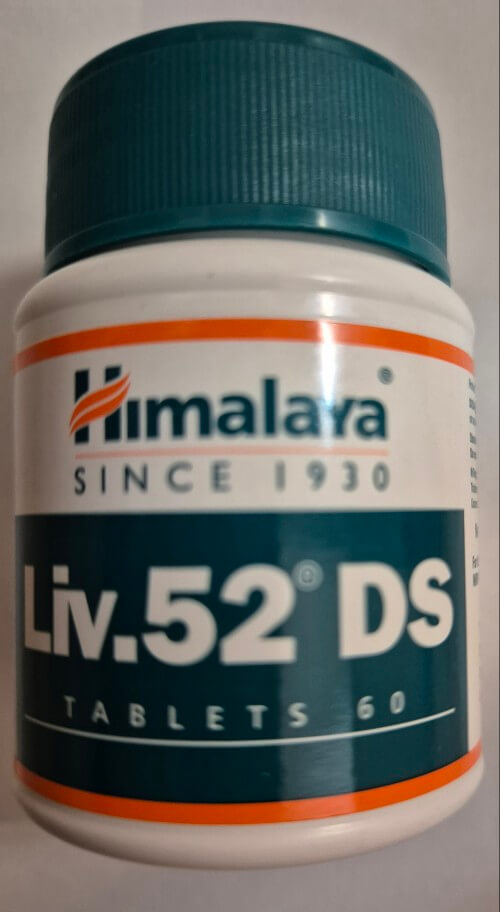 Himalaya®
SINCE 1930
Liv.52® DS
TABLETS 60